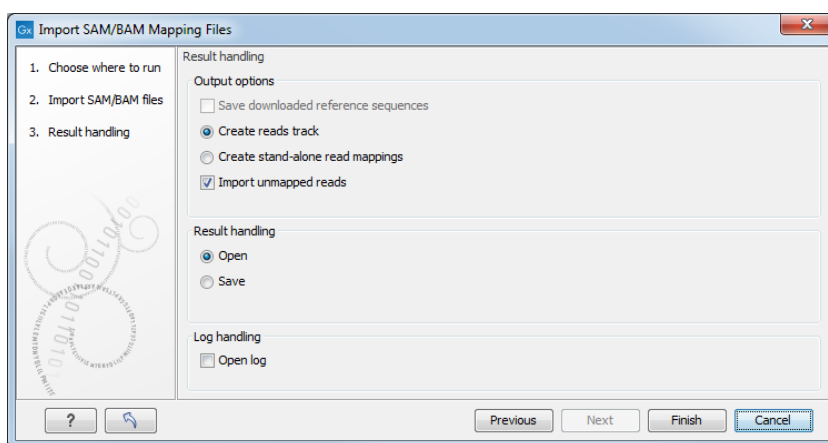 Gx Import SAM/BAM Mapping Files
1. Choose where to run
2. Import SAM/BAM files
3. Result handling
Result handling
Output options
Save downloaded reference sequences
Create reads track
Create stand-alone read mappings
Import unmapped reads
Result handling
Open
Save
Log handling
Open log
?
Previous
Next
Finish
Cancel